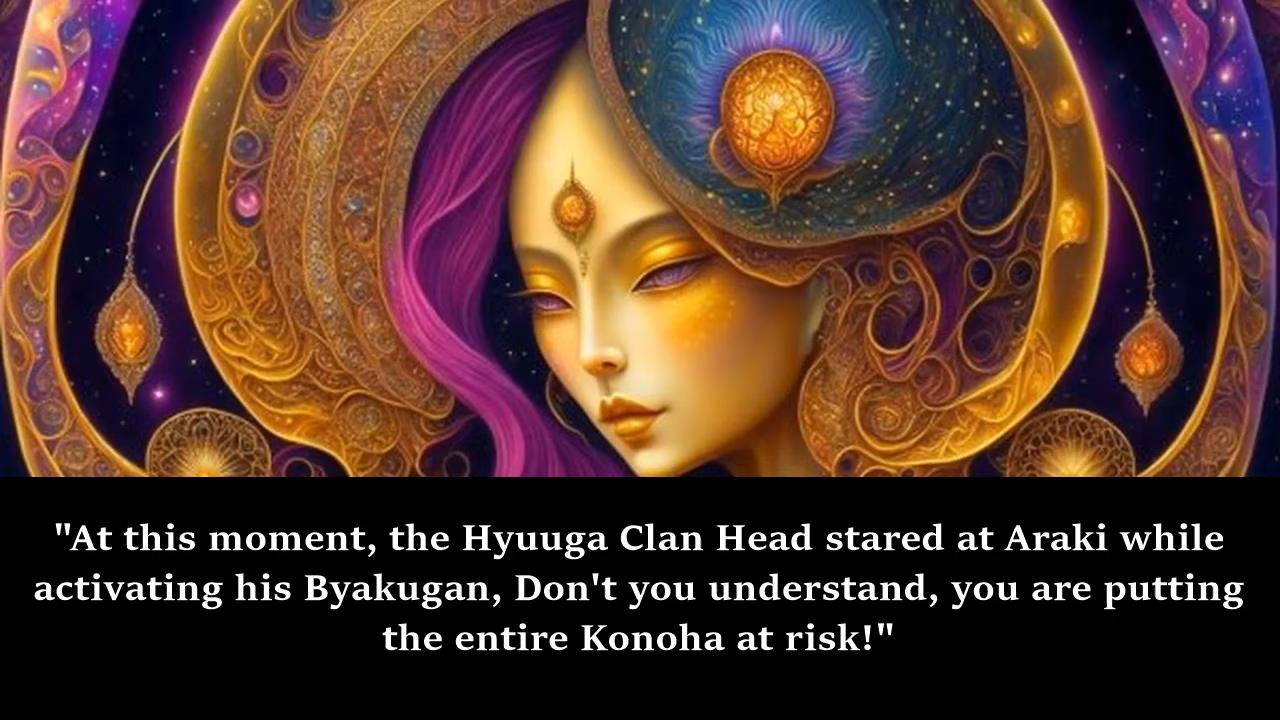 "At this moment, the Hyuuga Clan Head stared at Araki while
activating his Byakugan, Don't you understand, you are putting
the entire Konoha at risk!"